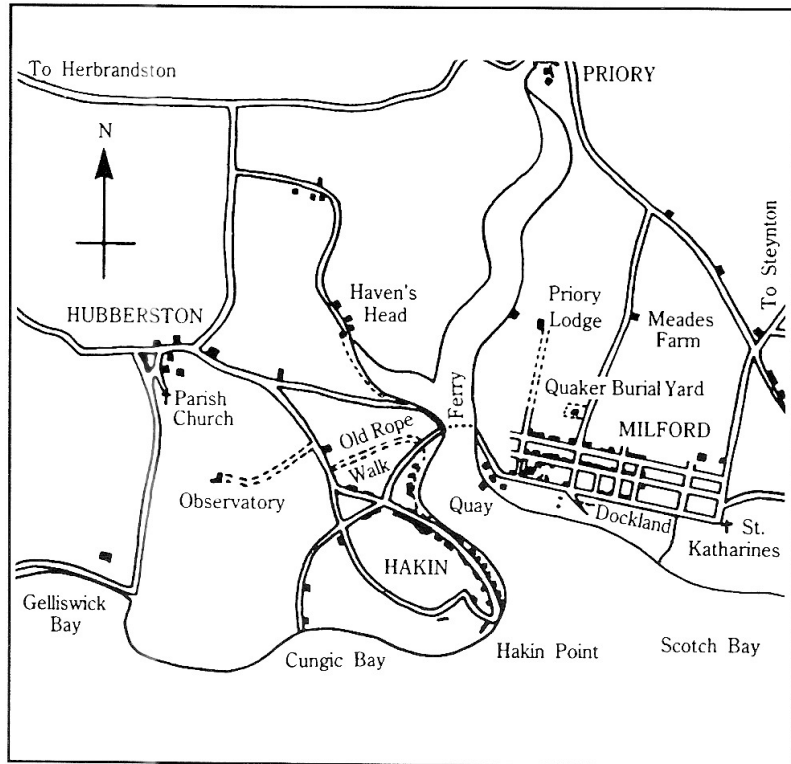 To Herbrandston
PRIORY
N
To Steynton
Haven's
Head
Priory
Lodge
Meades
Farm
HUBBERSTON
Ferry
Quaker Burial Yard
Parish
Church
Old Rope
Walk
MILFORD
Observatory
Quay
Dockland
St.
Katharines
HAKIN
Gelliswick
Bay
Cungic Bay
Hakin Point
Scotch Bay